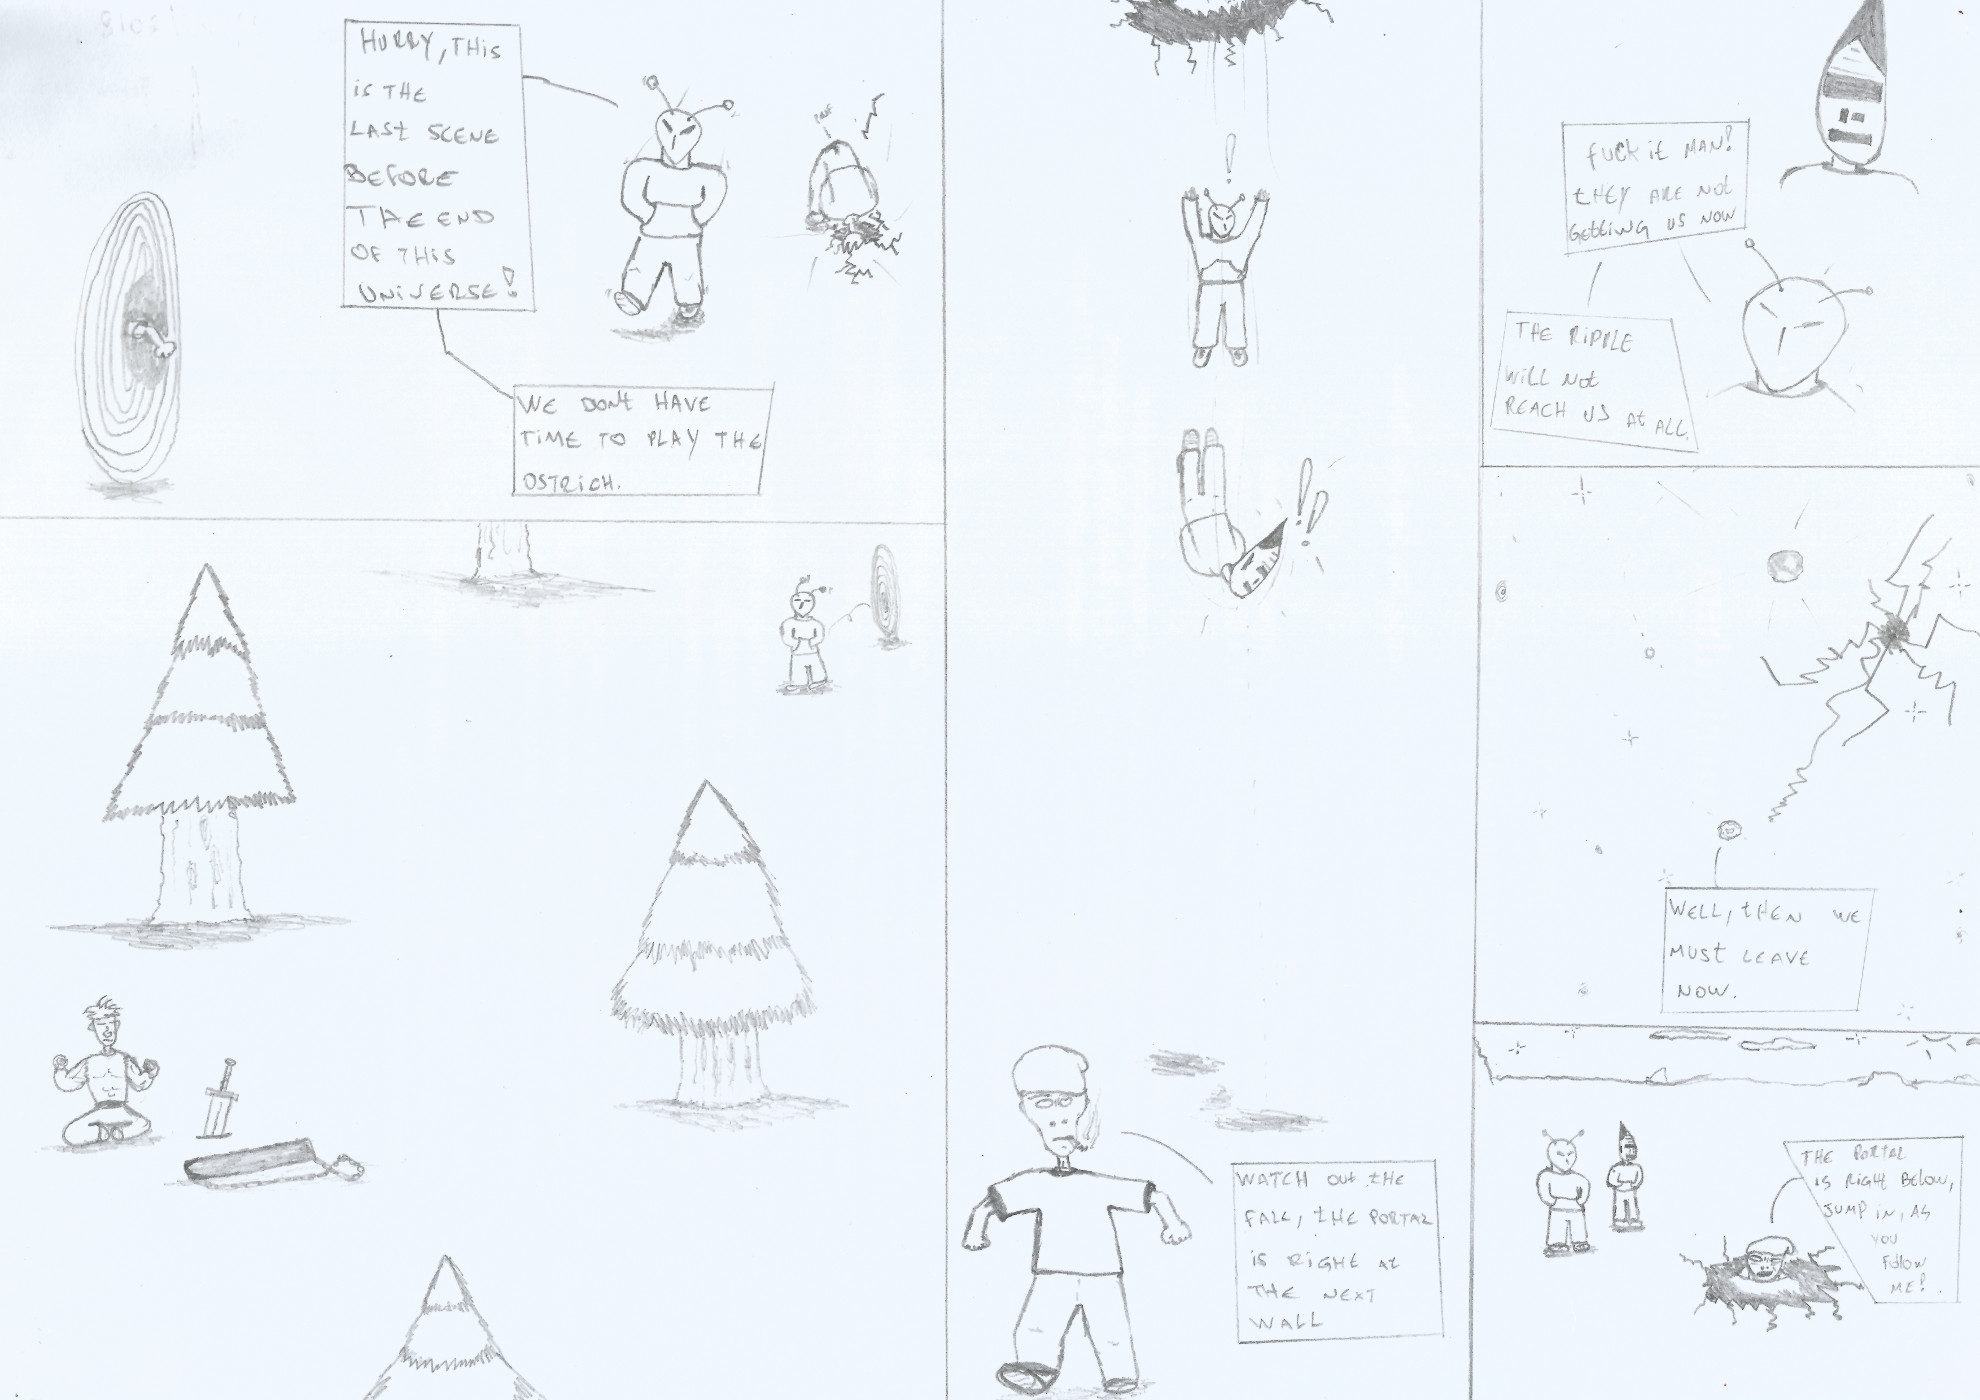 HURRY, THiS
iS THE
LASt SCENE
BEFORE
THE END
OF THiS
UNiVERSE!
WE DONt HAVE
TiME TO PLAY THE
OSTRiCH.
!
!!
WATCH Out tHE
FALL, tHE PORTAL
iS RiGHt At
THE NEXT
WALL
fUCK it MAN!
tHEY ARE NOt
GEttiNG US NOW
THE RiPPLE
WiLL NOt
REACH US At ALL.
WELL, tHEN WE
MUSt LEAVE
NOW.
THE PORTAL
iS RiGHt BELOW,
JUMP iN, AS
YOU
FOllOW
ME!